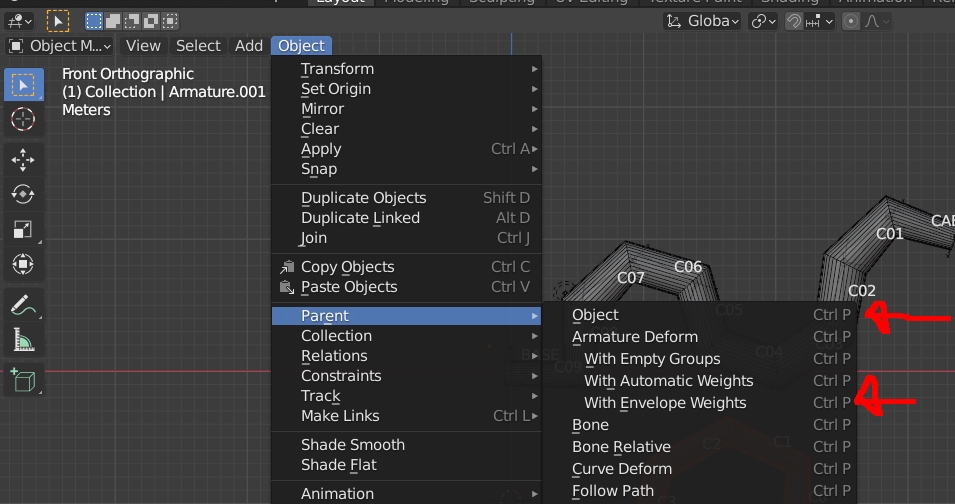 Layout Modeling Sculpting UV Editing Texture Paint Shading Animation
Globa
Object M... View Select Add Object
Front Orthographic
(1) Collection | Armature.001
Meters
Transform
Set Origin
Mirror
Clear
Apply Ctrl A
Snap
Duplicate Objects Shift D
Duplicate Linked Alt D
Join Ctrl J
Copy Objects Ctrl C
Paste Objects Ctrl V
Parent
Collection
Relations
Constraints
Track
Make Links Ctrl L
Shade Smooth
Shade Flat
Animation
Object Ctrl P
Armature Deform Ctrl P
With Empty Groups Ctrl P
With Automatic Weights Ctrl P
With Envelope Weights Ctrl P
Bone Ctrl P
Bone Relative Ctrl P
Curve Deform Ctrl P
Follow Path Ctrl P
C07
C06
C01
C02
C05
C04
BASE
C2
C1